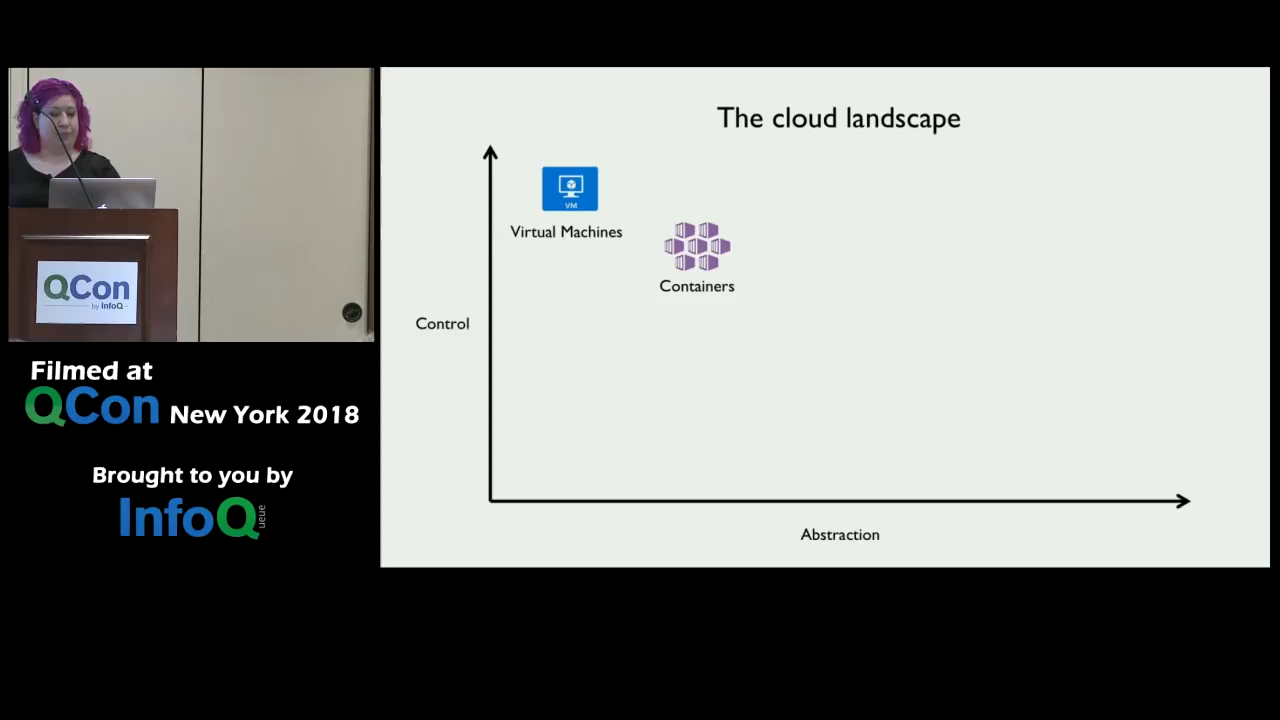 The cloud landscape
VM
Virtual Machines
Containers
Control
Abstraction
QCon
by InfoQ
Filmed at
QCon New York 2018
Brought to you by
InfoQ
ueue